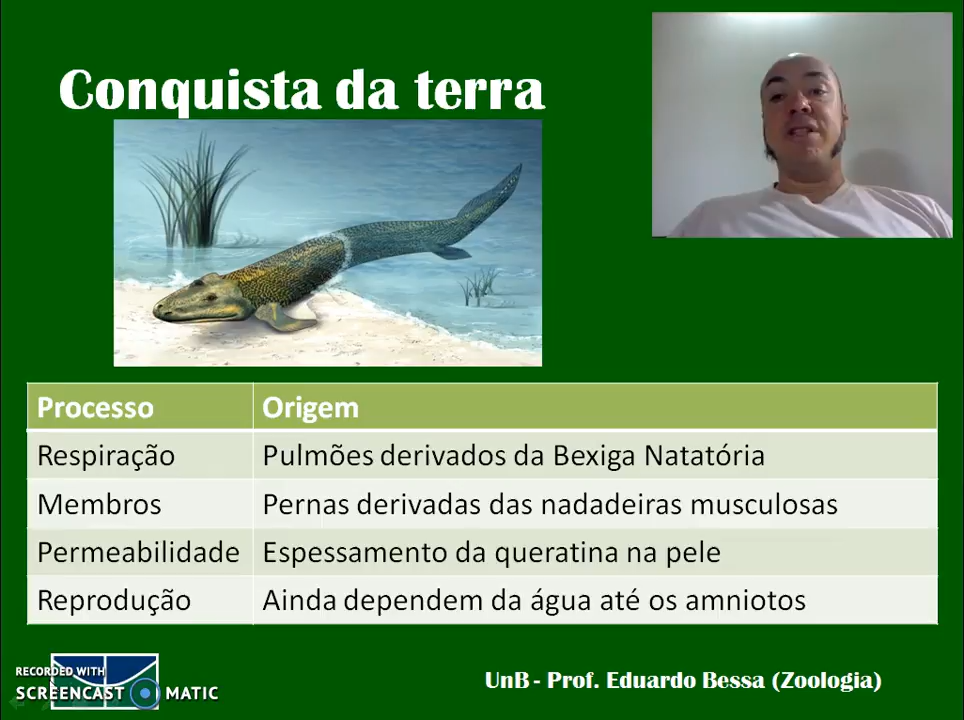 Conquista da terra
Processo Origem
Respiração Pulmões derivados da Bexiga Natatória
Membros Pernas derivadas das nadadeiras musculosas
Permeabilidade Espessamento da queratina na pele
Reprodução Ainda dependem da água até os amniotos
RECORDED WITH
SCREENCAST MATIC
UnB - Prof. Eduardo Bessa (Zoologia)